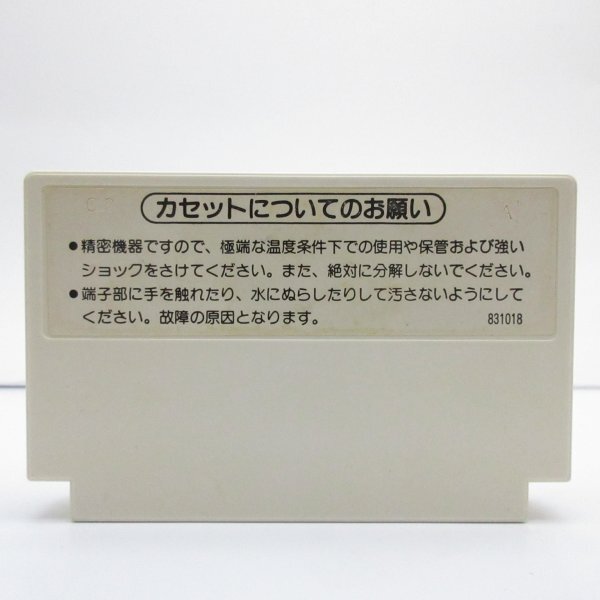 カセットについてのお願い
●精密機器ですので、極端な温度条件下での使用や保管および強い
ショックをさけてください。また、絶対に分解しないでください。
●端子部に手を触れたり、水にぬらしたりして汚さないようにして
ください。故障の原因となります。 831018